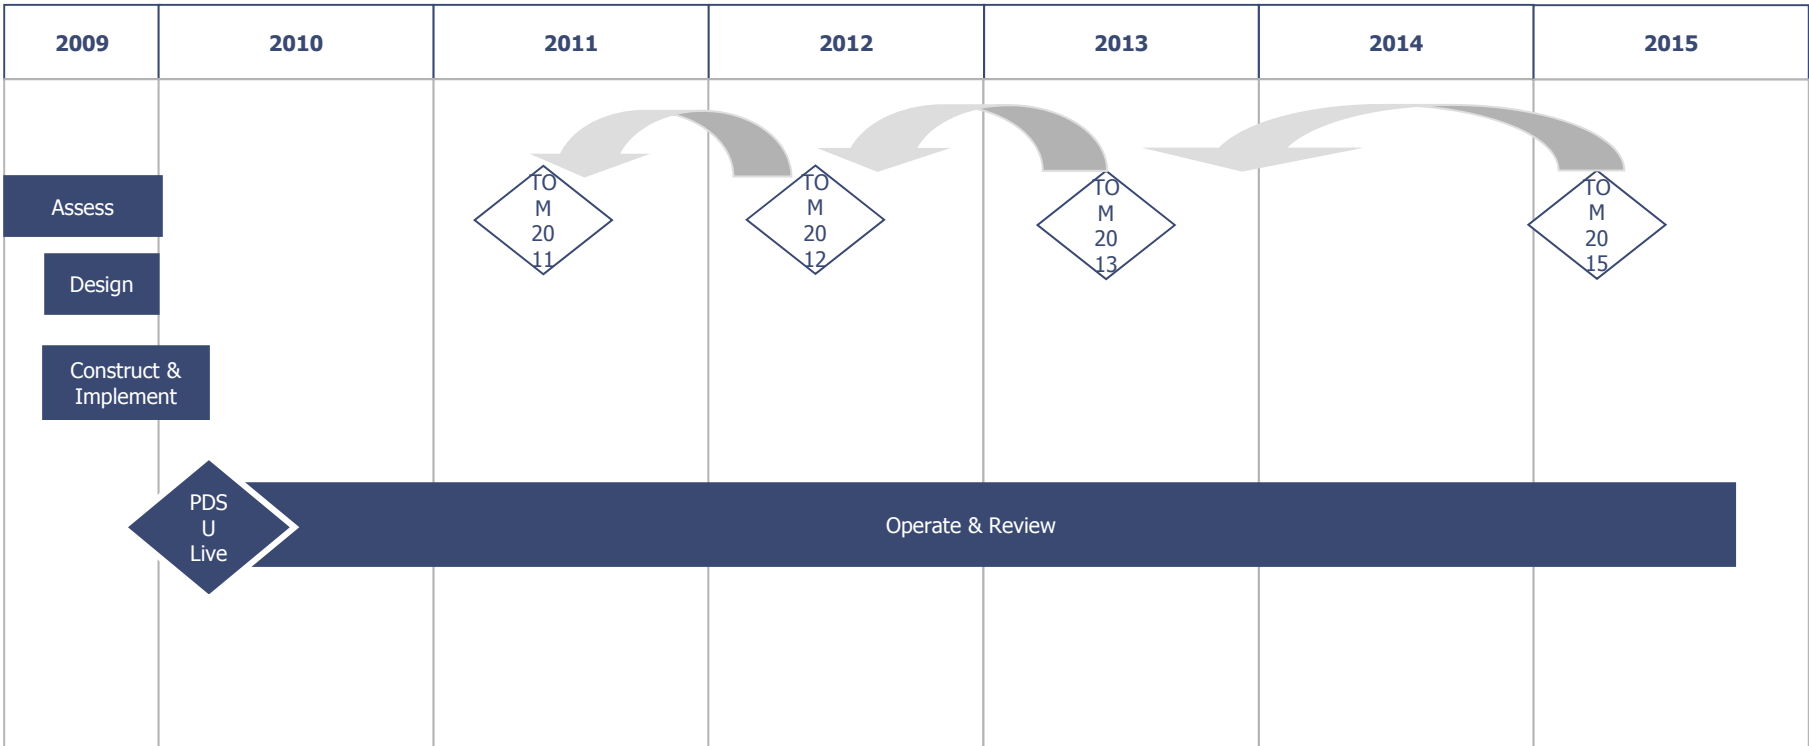 2009 2010 2011 2012 2013 2014 2015
TO
M
20
11
TO
M
20
12
TO
M
20
13
TO
M
20
15
Assess
Design
Construct &
Implement
PDS
U
Live
Operate & Review